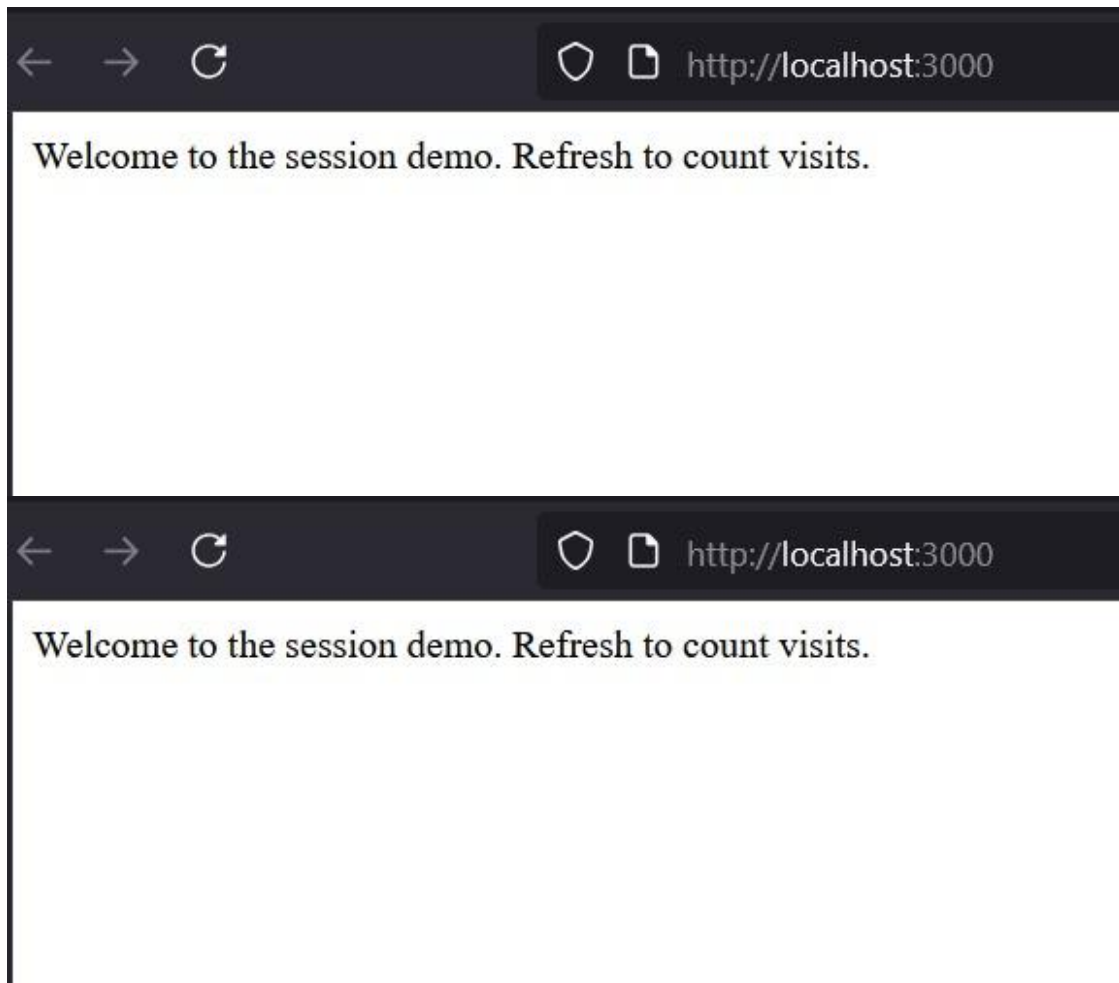 http://localhost:3000
Welcome to the session demo. Refresh to count visits.
http://localhost:3000
Welcome to the session demo. Refresh to count visits.